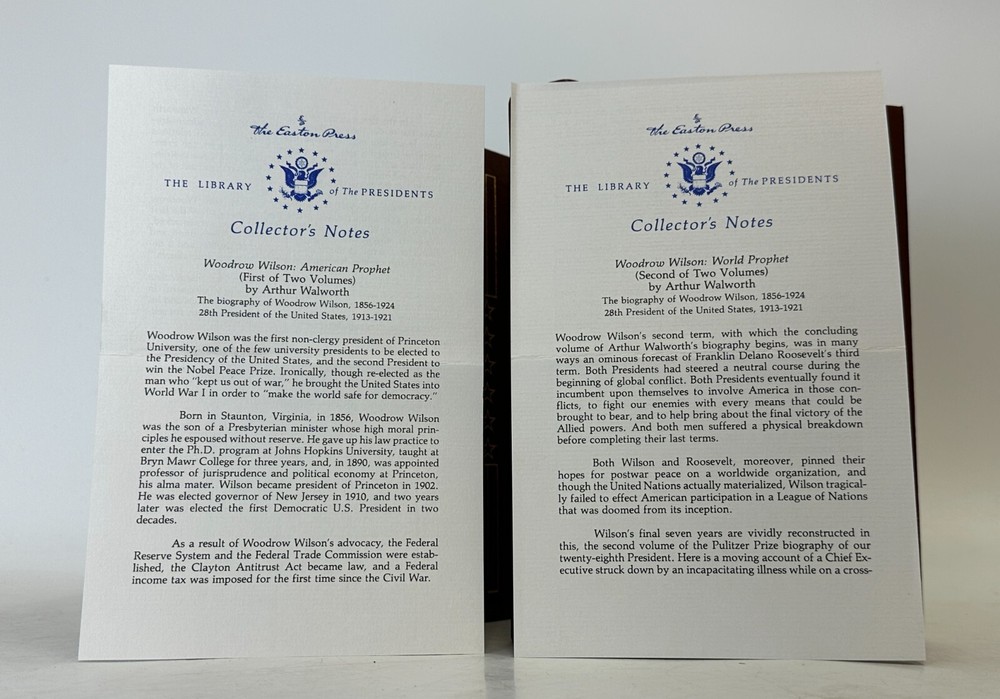 The Easton Press
THE LIBRARY of The PRESIDENTS
Collector's Notes
Woodrow Wilson: American Prophet
(First of Two Volumes)
by Arthur Walworth
The biography of Woodrow Wilson, 1856-1924
28th President of the United States, 1913-1921
Woodrow Wilson was the first non-clergy president of Princeton
University, one of the few university presidents to be elected to
the Presidency of the United States, and the second President to
win the Nobel Peace Prize. Ironically, though re-elected as the
man who "kept us out of war," he brought the United States into
World War I in order to "make the world safe for democracy."
Born in Staunton, Virginia, in 1856, Woodrow Wilson
was the son of a Presbyterian minister whose high moral prin-
ciples he espoused without reserve. He gave up his law practice to
enter the Ph.D. program at Johns Hopkins University, taught at
Bryn Mawr College for three years, and, in 1890, was appointed
professor of jurisprudence and political economy at Princeton,
his alma mater. Wilson became president of Princeton in 1902.
He was elected governor of New Jersey in 1910, and two years
later was elected the first Democratic U.S. President in two
decades.
As a result of Woodrow Wilson's advocacy, the Federal
Reserve System and the Federal Trade Commission were estab-
lished, the Clayton Antitrust Act became law, and a Federal
income tax was imposed for the first time since the Civil War.
The Easton Press
THE LIBRARY of The PRESIDENTS
Collector's Notes
Woodrow Wilson: World Prophet
(Second of Two Volumes)
by Arthur Walworth
The biography of Woodrow Wilson, 1856-1924
28th President of the United States, 1913-1921
Woodrow Wilson's second term, with which the concluding
volume of Arthur Walworth's biography begins, was in many
ways an ominous forecast of Franklin Delano Roosevelt's third
term. Both Presidents had steered a neutral course during the
beginning of global conflict. Both Presidents eventually found it
incumbent upon themselves to involve America in those con-
flicts, to fight our enemies with every means that could be
brought to bear, and to help bring about the final victory of the
Allied powers. And both men suffered a physical breakdown
before completing their last terms.
Both Wilson and Roosevelt, moreover, pinned their
hopes for postwar peace on a worldwide organization, and
though the United Nations actually materialized, Wilson tragical-
ly failed to effect American participation in a League of Nations
that was doomed from its inception.
Wilson's final seven years are vividly reconstructed in
this, the second volume of the Pulitzer Prize biography of our
twenty-eighth President. Here is a moving account of a Chief Ex-
ecutive struck down by an incapacitating illness while on a cross-